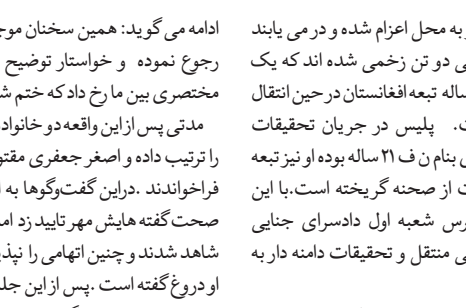 به محل اعزام شده و در می یابند
ی دو تن زخمی شده اند که یک
ساله تبعه افغانستان در حین انتقال
ت. پلیس در جریان تحقیقات
ی بنام ن ف ۲۱ ساله بوده او نیز تبعه
ت از صحنه گریخته است.با این
رس شعبه اول دادسرای جنایی
ی منتقل و تحقیقات دامنه دار به
ادامه می گوید: همین سخنان موج
رجوع نموده و خواستار توضیح
مختصری بین ما رخ داد که ختم ش
مدتی پس از این واقعه دو خانواد
را ترتیب داده و اصغر جعفری مقتو
فراخواندند .در این گفت‌وگوها به ا
صحت گفته هایش مهر تایید زد اما
شاهد شدند و چنین اتهامی را نپذ
او دروغ گفته است .پس از این جل